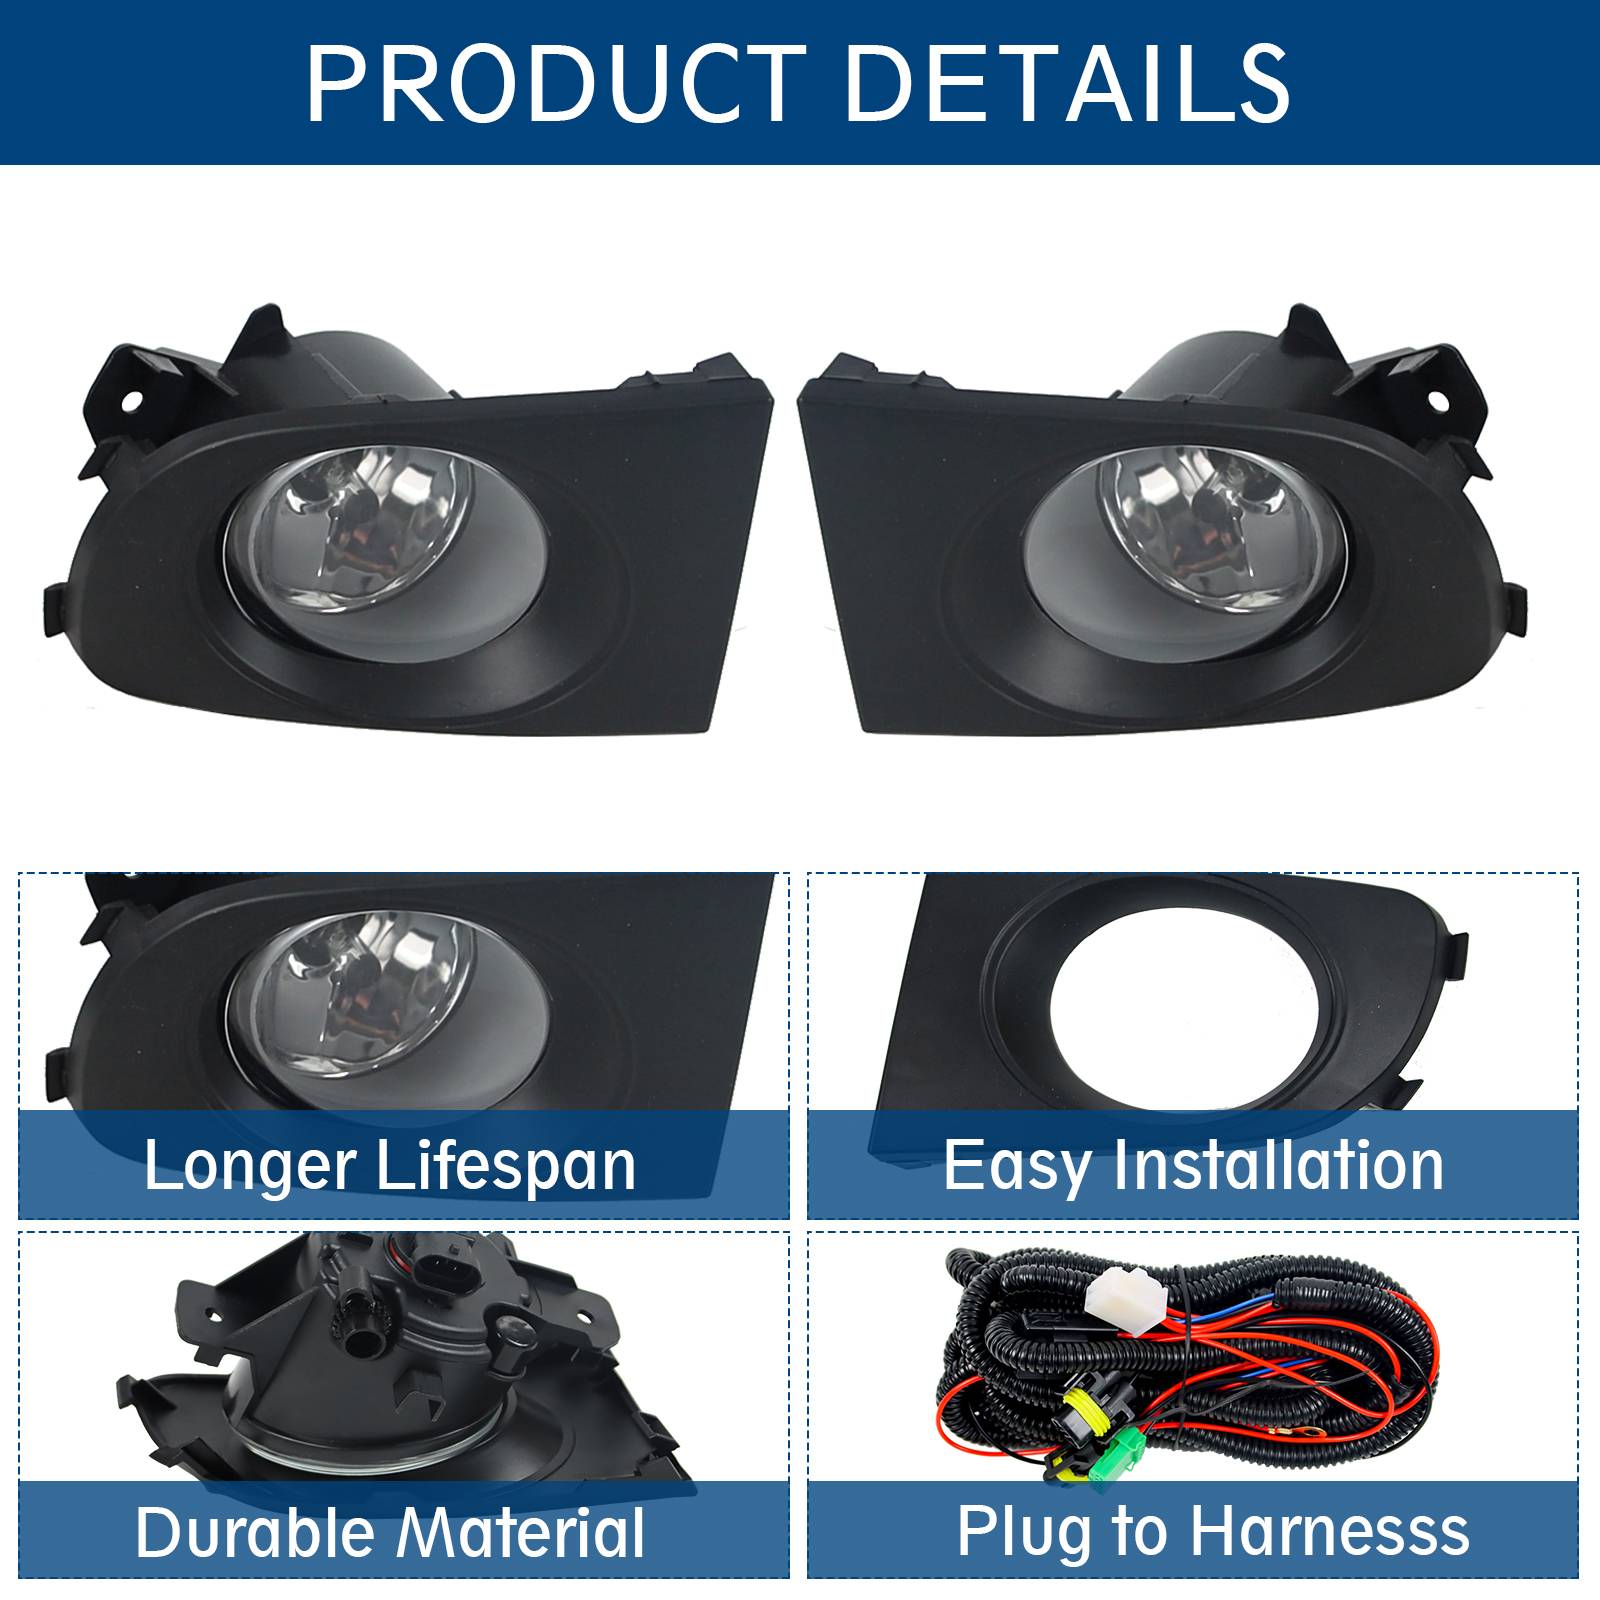 PRODUCT DETAILS
Longer Lifespan
Easy Installation
Durable Material
Plug to Harnesss